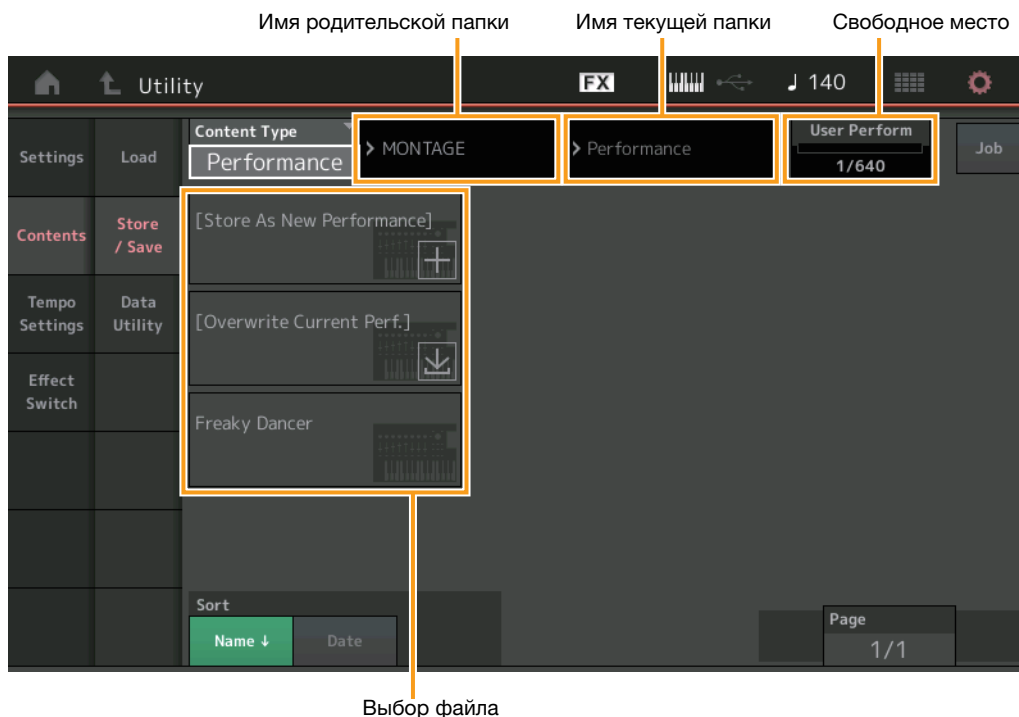 Имя родительской папки Имя текущей папки Свободное место
Utility FX 140
Settings Load Content Type Performance > MONTAGE > Performance User Perform 1/640 Job
Contents Store / Save [Store As New Performance]
Tempo Settings Data Utility [Overwrite Current Perf.]
Effect Switch
Freaky Dancer
Sort
Name ↓ Date
Page
1/1
Выбор файла